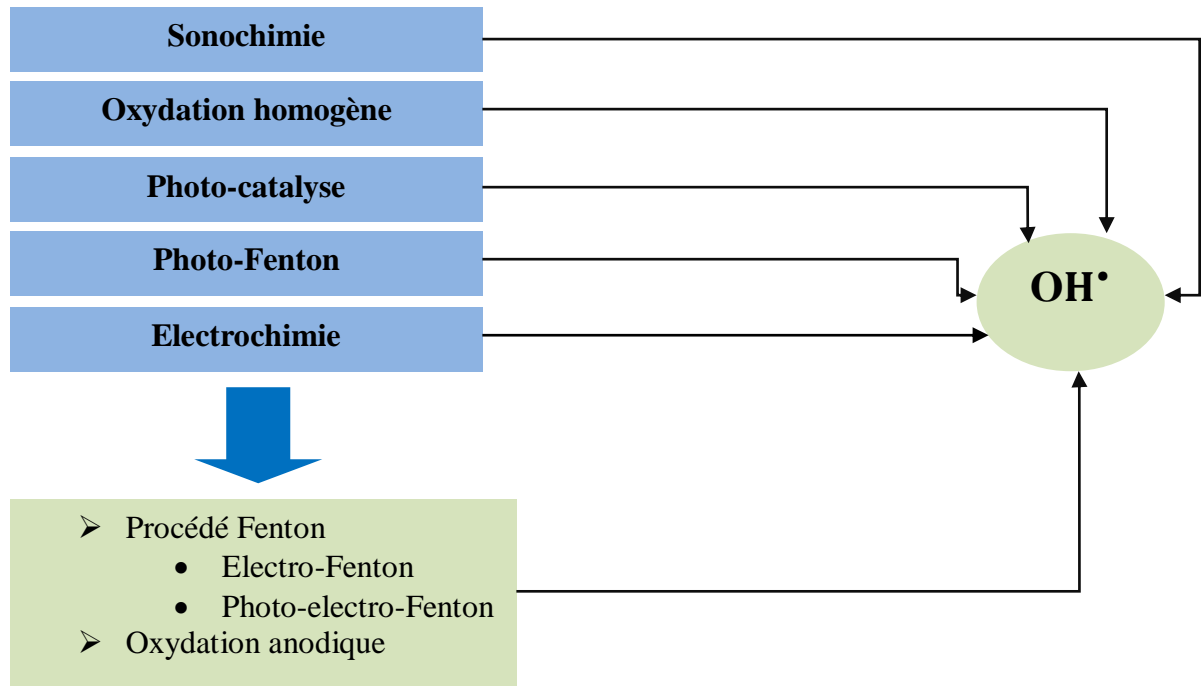 Sonochimie
Oxydation homogène
Photo-catalyse
Photo-Fenton
Electrochimie
OH•
➢ Procédé Fenton
• Electro-Fenton
• Photo-electro-Fenton
➢ Oxydation anodique